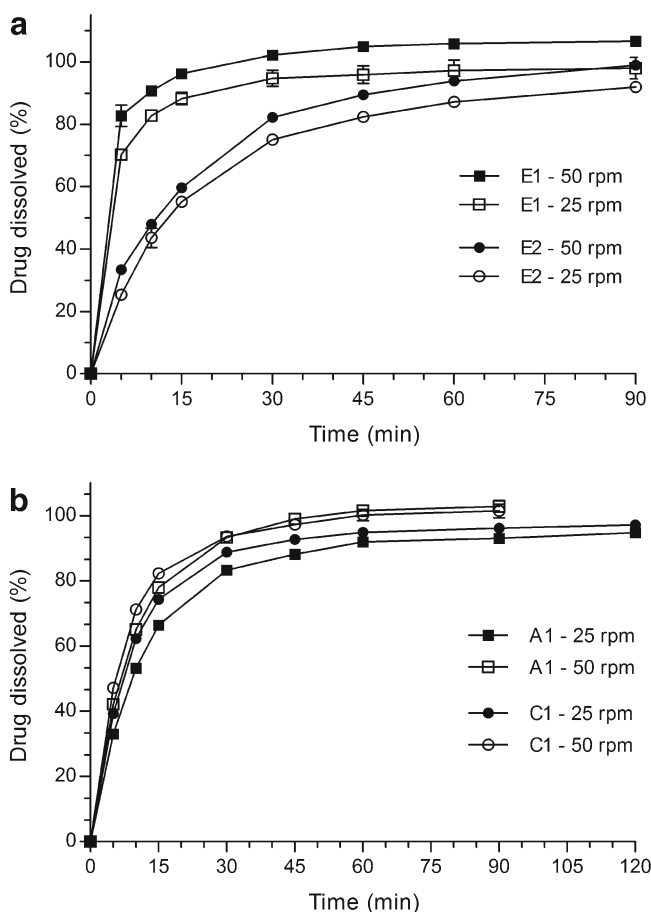 a
Drug dissolved (%)
100
80
60
40
20
0
E1 - 50 rpm
E1 - 25 rpm
E2 - 50 rpm
E2 - 25 rpm
0 15 30 45 60 75 90
Time (min)
b
Drug dissolved (%)
100
80
60
40
20
0
A1 - 25 rpm
A1 - 50 rpm
C1 - 25 rpm
C1 - 50 rpm
0 15 30 45 60 75 90 105 120
Time (min)